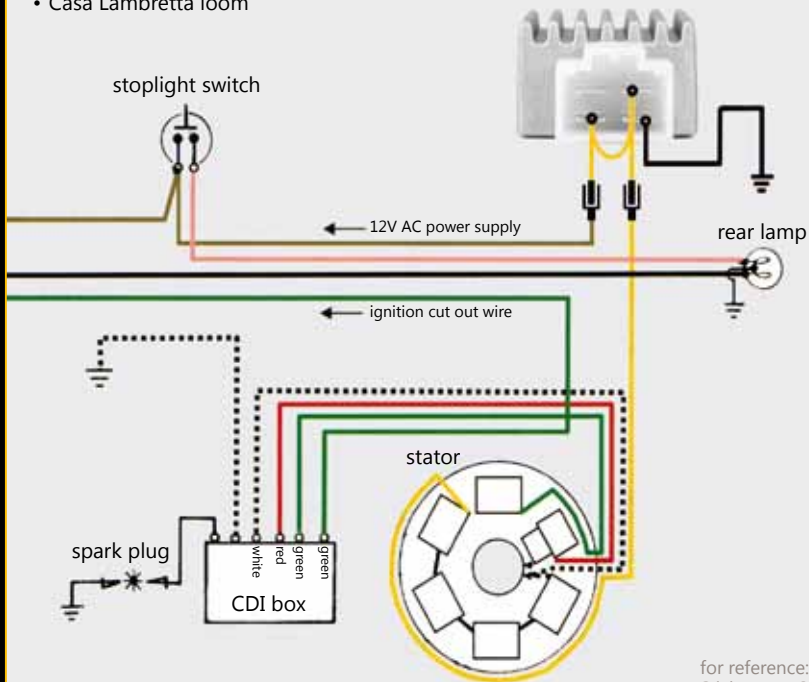 • Casa Lambretta loom
stoplight switch
12V AC power supply
rear lamp
ignition cut out wire
stator
spark plug
white
red
green
green
CDI box
for reference: